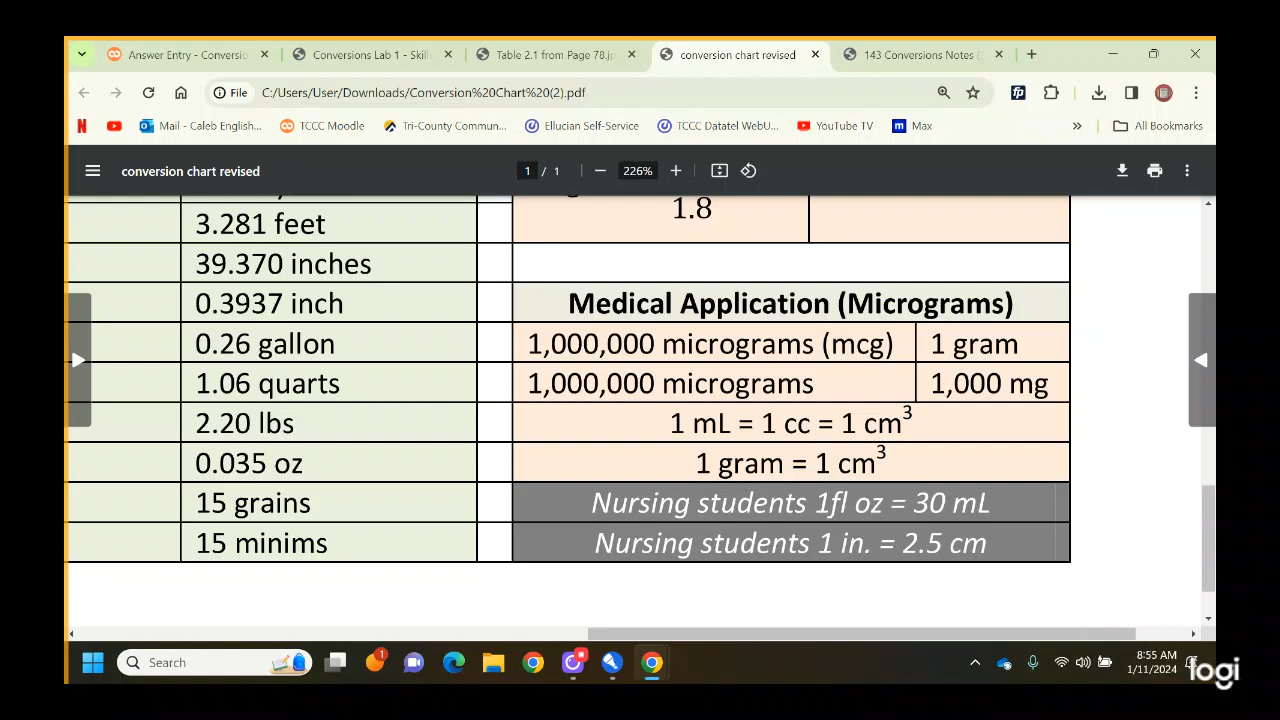 Answer Entry - Conversio
Conversions Lab 1 - Skill
Table 2.1 from Page 78.jp
conversion chart revised
143 Conversions Notes (
File
C:/Users/User/Downloads/Conversion%20Chart%20(2).pdf
Mail - Caleb English...
TCCC Moodle
Tri-County Commun...
Ellucian Self-Service
TCCC Datatel WebU...
YouTube TV
Max
All Bookmarks
conversion chart revised
1 / 1
226%
3.281 feet
39.370 inches
0.3937 inch
0.26 gallon
1.06 quarts
2.20 lbs
0.035 oz
15 grains
15 minims
1.8
Medical Application (Micrograms)
1,000,000 micrograms (mcg) 1 gram
1,000,000 micrograms 1,000 mg
1 mL = 1 cc = 1 cm³
1 gram = 1 cm³
Nursing students 1fl oz = 30 mL
Nursing students 1 in. = 2.5 cm
Search
1
8:55 AM
1/11/2024
logi